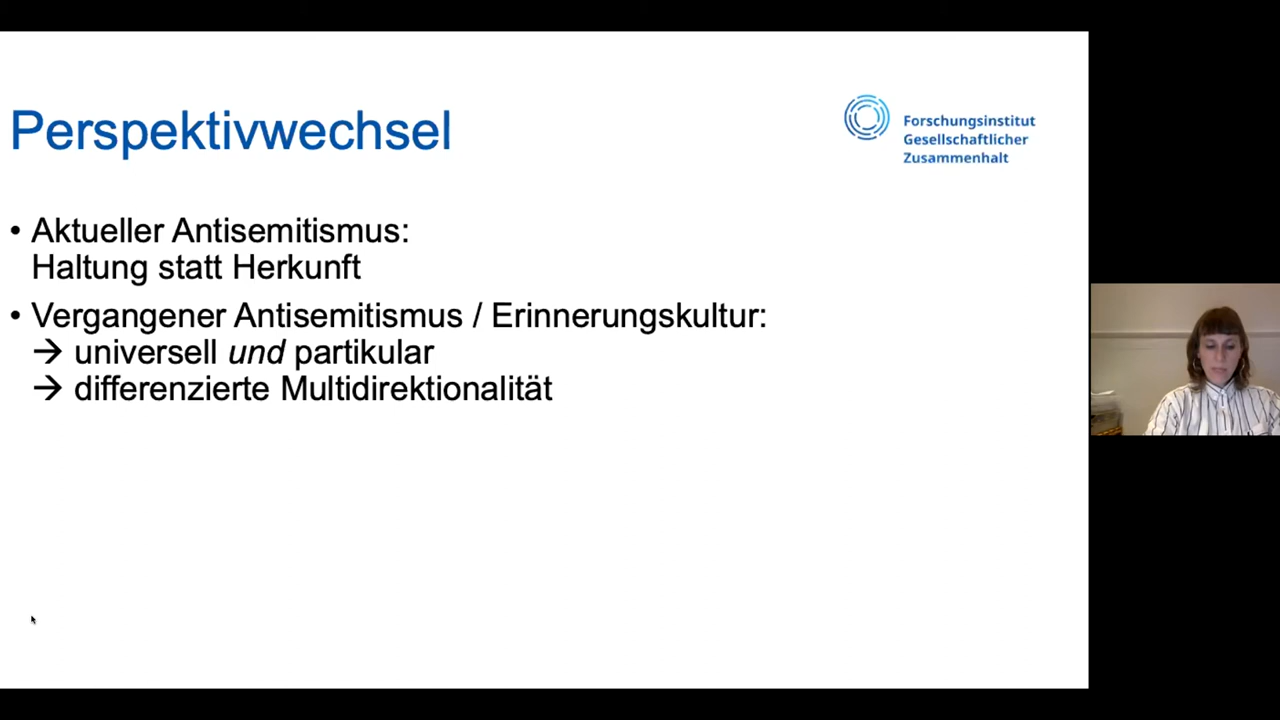 Perspektivwechsel
Forschungsinstitut
Gesellschaftlicher
Zusammenhalt
• Aktueller Antisemitismus:
Haltung statt Herkunft
• Vergangener Antisemitismus / Erinnerungskultur:
→ universell und partikular
→ differenzierte Multidirektionalität